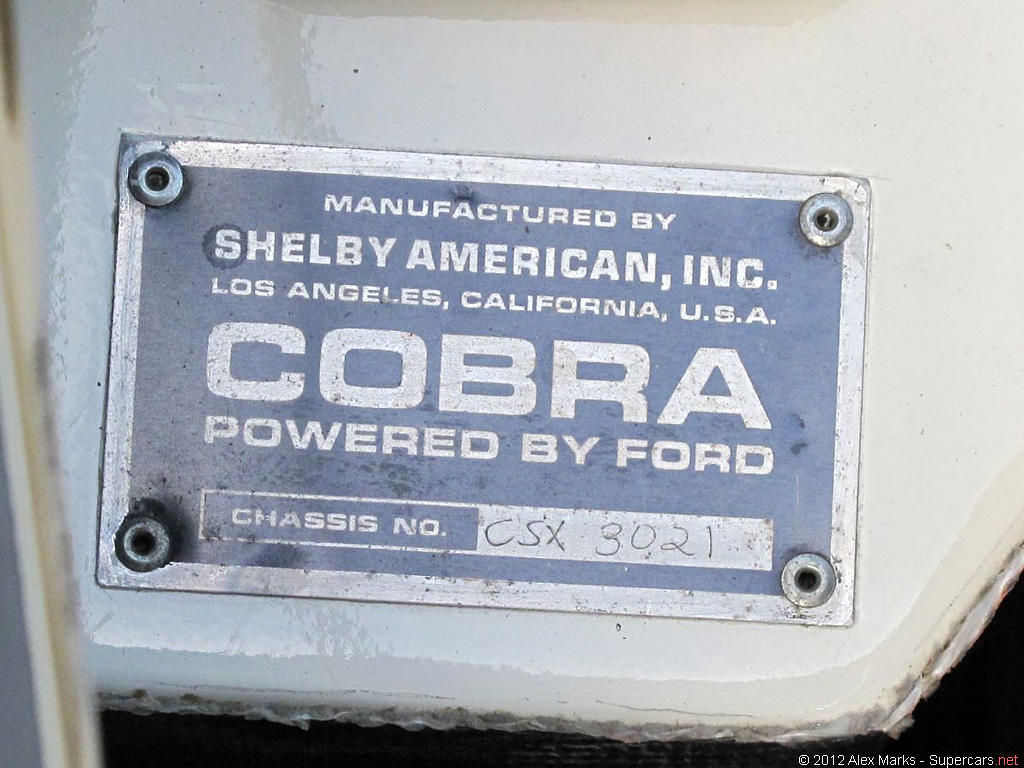 MANUFACTURED BY
SHELBY AMERICAN, INC.
LOS ANGELES, CALIFORNIA, U.S.A.
COBRA
POWERED BY FORD
CHASSIS NO. CSX 3021
© 2012 Alex Marks - Supercars.net